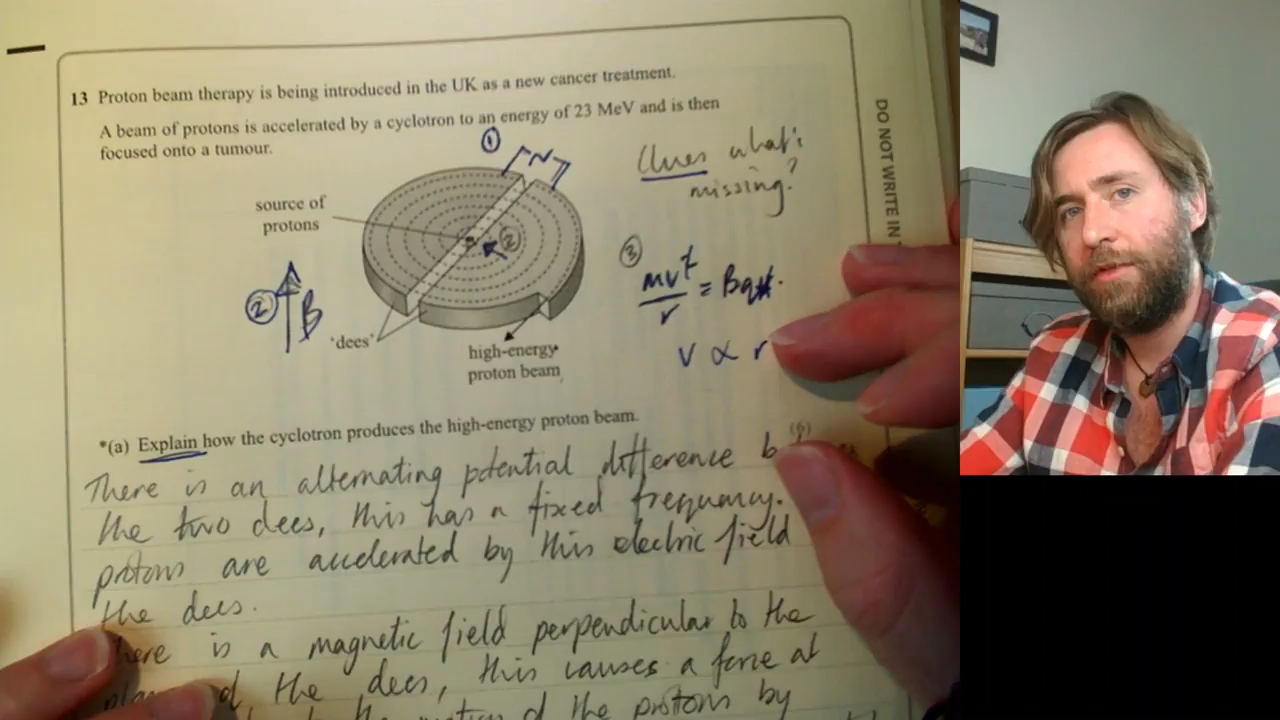 13 Proton beam therapy is being introduced in the UK as a new cancer treatment.
A beam of protons is accelerated by a cyclotron to an energy of 23 MeV and is then
focused onto a tumour.
DO NOT WRITE IN
①
N
Clues what's
missing?
source of
protons
②
② B
③
mv² = Bqv
r
v ∝ r
'dees'
high-energy
proton beam
*(a) Explain how the cyclotron produces the high-energy proton beam.
(6)
There is an alternating potential difference
the two dees, this has a fixed frequency.
protons are accelerated by this electric field
the dees.
here is a magnetic field perpendicular to the
of the dees, this causes a force at
the motion of the protons by